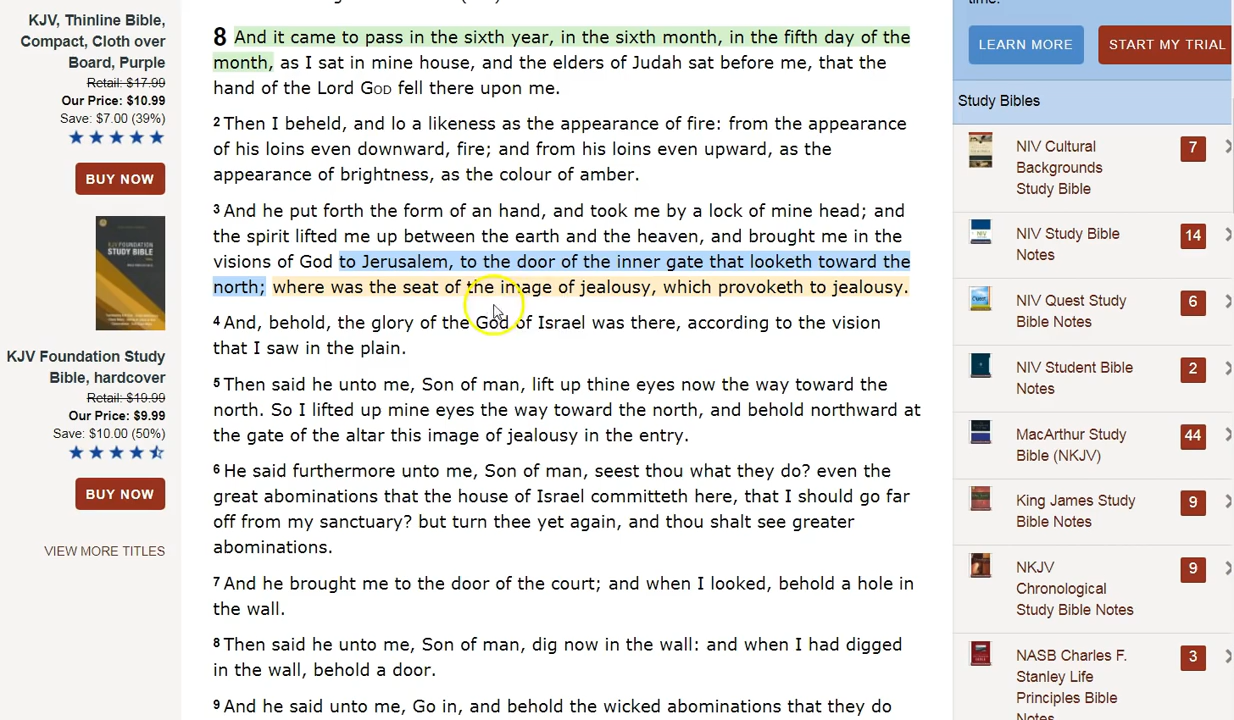 KJV, Thinline Bible,
Compact, Cloth over
Board, Purple
Retail: $17.99
Our Price: $10.99
Save: $7.00 (39%)
BUY NOW
KJV FOUNDATION
STUDY BIBLE
KJV Foundation Study
Bible, hardcover
Retail: $19.99
Our Price: $9.99
Save: $10.00 (50%)
BUY NOW
VIEW MORE TITLES
8 And it came to pass in the sixth year, in the sixth month, in the fifth day of the
month, as I sat in mine house, and the elders of Judah sat before me, that the
hand of the Lord GOD fell there upon me.
2 Then I beheld, and lo a likeness as the appearance of fire: from the appearance
of his loins even downward, fire; and from his loins even upward, as the
appearance of brightness, as the colour of amber.
3 And he put forth the form of an hand, and took me by a lock of mine head; and
the spirit lifted me up between the earth and the heaven, and brought me in the
visions of God to Jerusalem, to the door of the inner gate that looketh toward the
north; where was the seat of the image of jealousy, which provoketh to jealousy.
4 And, behold, the glory of the God of Israel was there, according to the vision
that I saw in the plain.
5 Then said he unto me, Son of man, lift up thine eyes now the way toward the
north. So I lifted up mine eyes the way toward the north, and behold northward at
the gate of the altar this image of jealousy in the entry.
6 He said furthermore unto me, Son of man, seest thou what they do? even the
great abominations that the house of Israel committeth here, that I should go far
off from my sanctuary? but turn thee yet again, and thou shalt see greater
abominations.
7 And he brought me to the door of the court; and when I looked, behold a hole in
the wall.
8 Then said he unto me, Son of man, dig now in the wall: and when I had digged
in the wall, behold a door.
9 And he said unto me, Go in, and behold the wicked abominations that they do
time.
LEARN MORE
START MY TRIAL
Study Bibles
NIV Cultural
Backgrounds
Study Bible
7
NIV Study Bible
Notes
14
NIV Quest Study
Bible Notes
6
NIV Student Bible
Notes
2
MacArthur Study
Bible (NKJV)
44
King James Study
Bible Notes
9
NKJV
Chronological
Study Bible Notes
9
NASB Charles F.
Stanley Life
Principles Bible
Notes
3